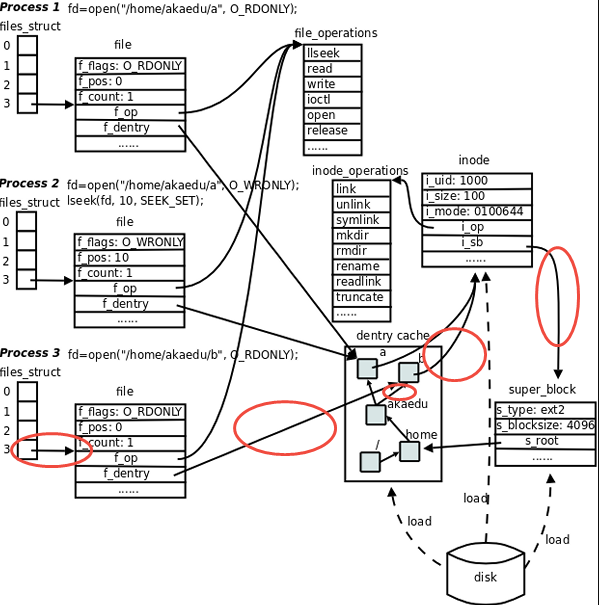 Process 1 fd=open("/home/akaedu/a", O_RDONLY);
files_struct
0
1
2
3
file
f_flags: O_RDONLY
f_pos: 0
f_count: 1
f_op
f_dentry
......
file_operations
llseek
read
write
ioctl
open
release
......
Process 2 fd=open("/home/akaedu/a", O_WRONLY);
lseek(fd, 10, SEEK_SET);
files_struct
0
1
2
3
file
f_flags: O_WRONLY
f_pos: 10
f_count: 1
f_op
f_dentry
......
inode_operations
link
unlink
symlink
mkdir
rmdir
rename
readlink
truncate
......
inode
i_uid: 1000
i_size: 100
i_mode: 0100644
i_op
i_sb
......
Process 3 fd=open("/home/akaedu/b", O_RDONLY);
files_struct
0
1
2
3
file
f_flags: O_RDONLY
f_pos: 0
f_count: 1
f_op
f_dentry
......
dentry cache
a
b
akaedu
home
/
super_block
s_type: ext2
s_blocksize: 4096
s_root
......
load
load
load
disk